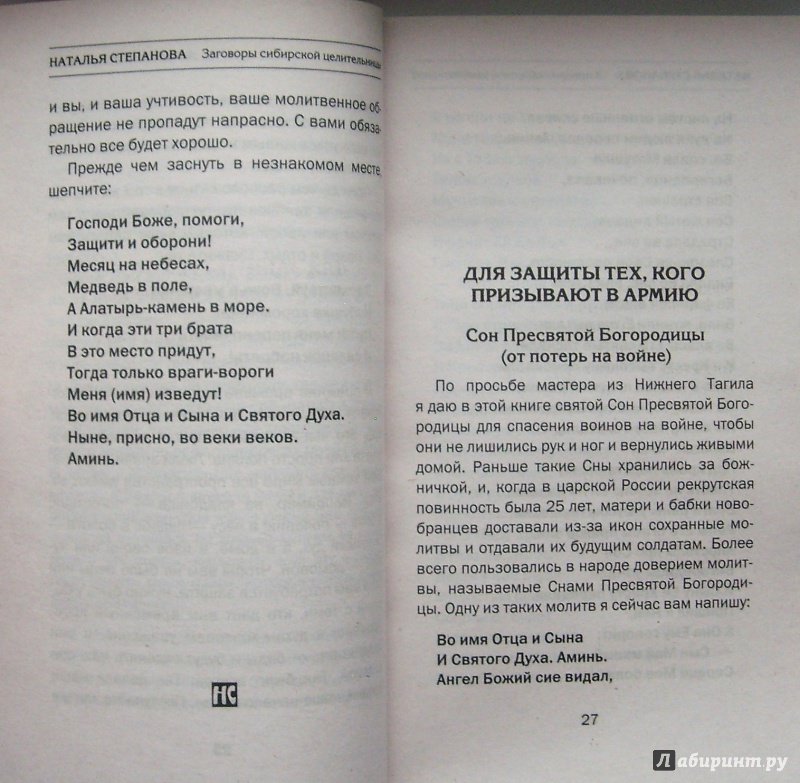 НАТАЛЬЯ СТЕПАНОВА Заговоры сибирской целительницы
и вы, и ваша учтивость, ваше молитвенное об-
ращение не пропадут напрасно. С вами обяза-
тельно все будет хорошо.
Прежде чем заснуть в незнакомом месте,
шепчите:
Господи Боже, помоги,
Защити и оборони!
Месяц на небесах,
Медведь в поле,
А Алатырь-камень в море.
И когда эти три брата
В это место придут,
Тогда только враги-вороги
Меня (имя) изведут!
Во имя Отца и Сына и Святого Духа.
Ныне, присно, во веки веков.
Аминь.
НС
ДЛЯ ЗАЩИТЫ ТЕХ, КОГО
ПРИЗЫВАЮТ В АРМИЮ
Сон Пресвятой Богородицы
(от потерь на войне)
По просьбе мастера из Нижнего Тагила
я даю в этой книге святой Сон Пресвятой Бого-
родицы для спасения воинов на войне, чтобы
они не лишились рук и ног и вернулись живыми
домой. Раньше такие Сны хранились за бож-
ничкой, и, когда в царской России рекрутская
повинность была 25 лет, матери и бабки ново-
бранцев доставали из-за икон сохранные мо-
литвы и отдавали их будущим солдатам. Более
всего пользовались в народе доверием молит-
вы, называемые Снами Пресвятой Богороди-
цы. Одну из таких молитв я сейчас вам напишу:
Во имя Отца и Сына
И Святого Духа. Аминь.
Ангел Божий сие видал,
27
Лабиринт.ру